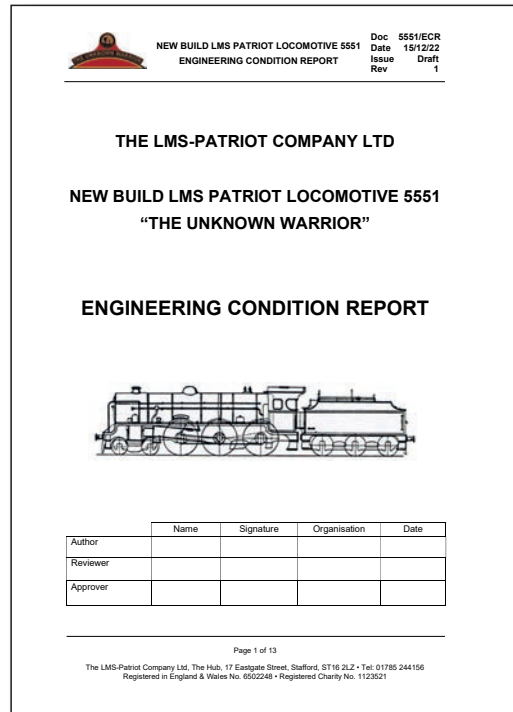 THE UNKNOWN WARRIOR
NEW BUILD LMS PATRIOT LOCOMOTIVE 5551
ENGINEERING CONDITION REPORT
Doc 5551/ECR
Date 15/12/22
Issue Draft
Rev 1
THE LMS-PATRIOT COMPANY LTD
NEW BUILD LMS PATRIOT LOCOMOTIVE 5551
“THE UNKNOWN WARRIOR”
ENGINEERING CONDITION REPORT
Name Signature Organisation Date
Author
Reviewer
Approver
Page 1 of 13
The LMS-Patriot Company Ltd, The Hub, 17 Eastgate Street, Stafford, ST16 2LZ • Tel: 01785 244156
Registered in England & Wales No. 6502248 • Registered Charity No. 1123521